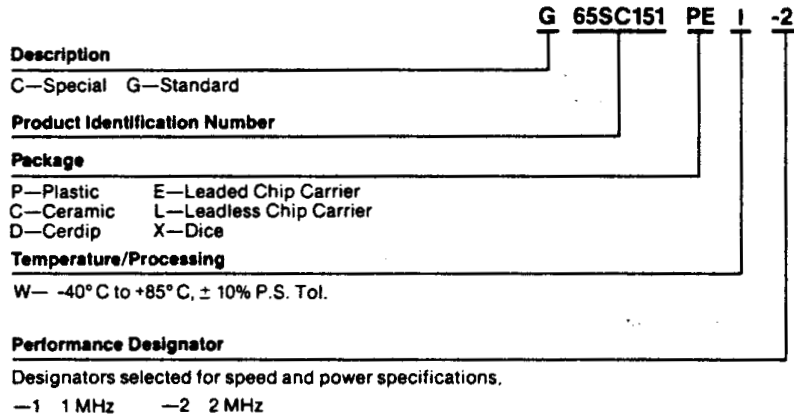 G 65SC151 PE I -2
Description
C—Special G—Standard
Product Identification Number
Package
P—Plastic E—Leaded Chip Carrier
C—Ceramic L—Leadless Chip Carrier
D—Cerdip X—Dice
Temperature/Processing
W— -40°C to +85°C, ± 10% P.S. Tol.
Performance Designator
Designators selected for speed and power specifications.
—1 1 MHz —2 2 MHz